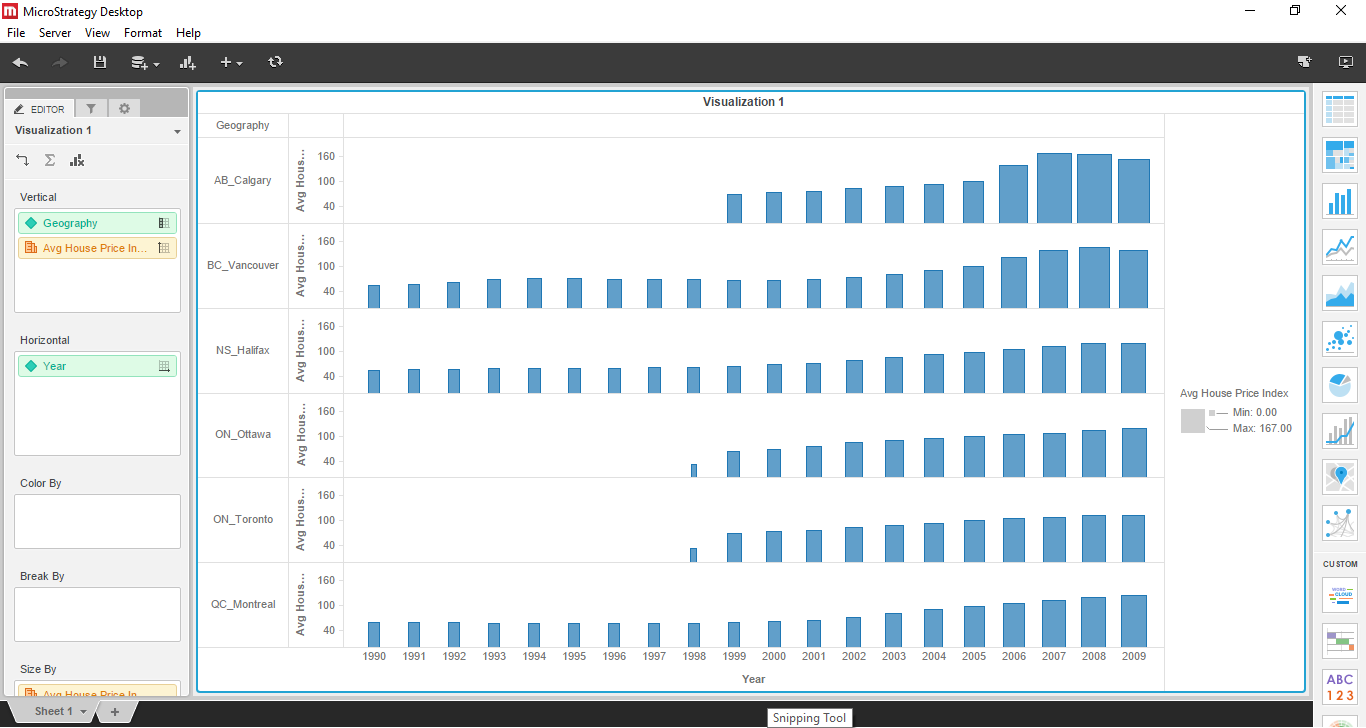 MicroStrategy Desktop
File Server View Format Help
EDITOR
Visualization 1
Vertical
Geography
Avg House Price In...
Horizontal
Year
Color By
Break By
Size By
Avg House Price In
Sheet 1
Visualization 1
Geography
AB_Calgary
Avg Hous...
160
100
40
BC_Vancouver
Avg Hous...
160
100
40
NS_Halifax
Avg Hous...
160
100
40
ON_Ottawa
Avg Hous...
160
100
40
ON_Toronto
Avg Hous...
160
100
40
QC_Montreal
Avg Hous...
160
100
40
1990 1991 1992 1993 1994 1995 1996 1997 1998 1999 2000 2001 2002 2003 2004 2005 2006 2007 2008 2009
Year
Avg House Price Index
Min: 0.00
Max: 167.00
CUSTOM
WORD
CLOUD
ABC
123
Snipping Tool